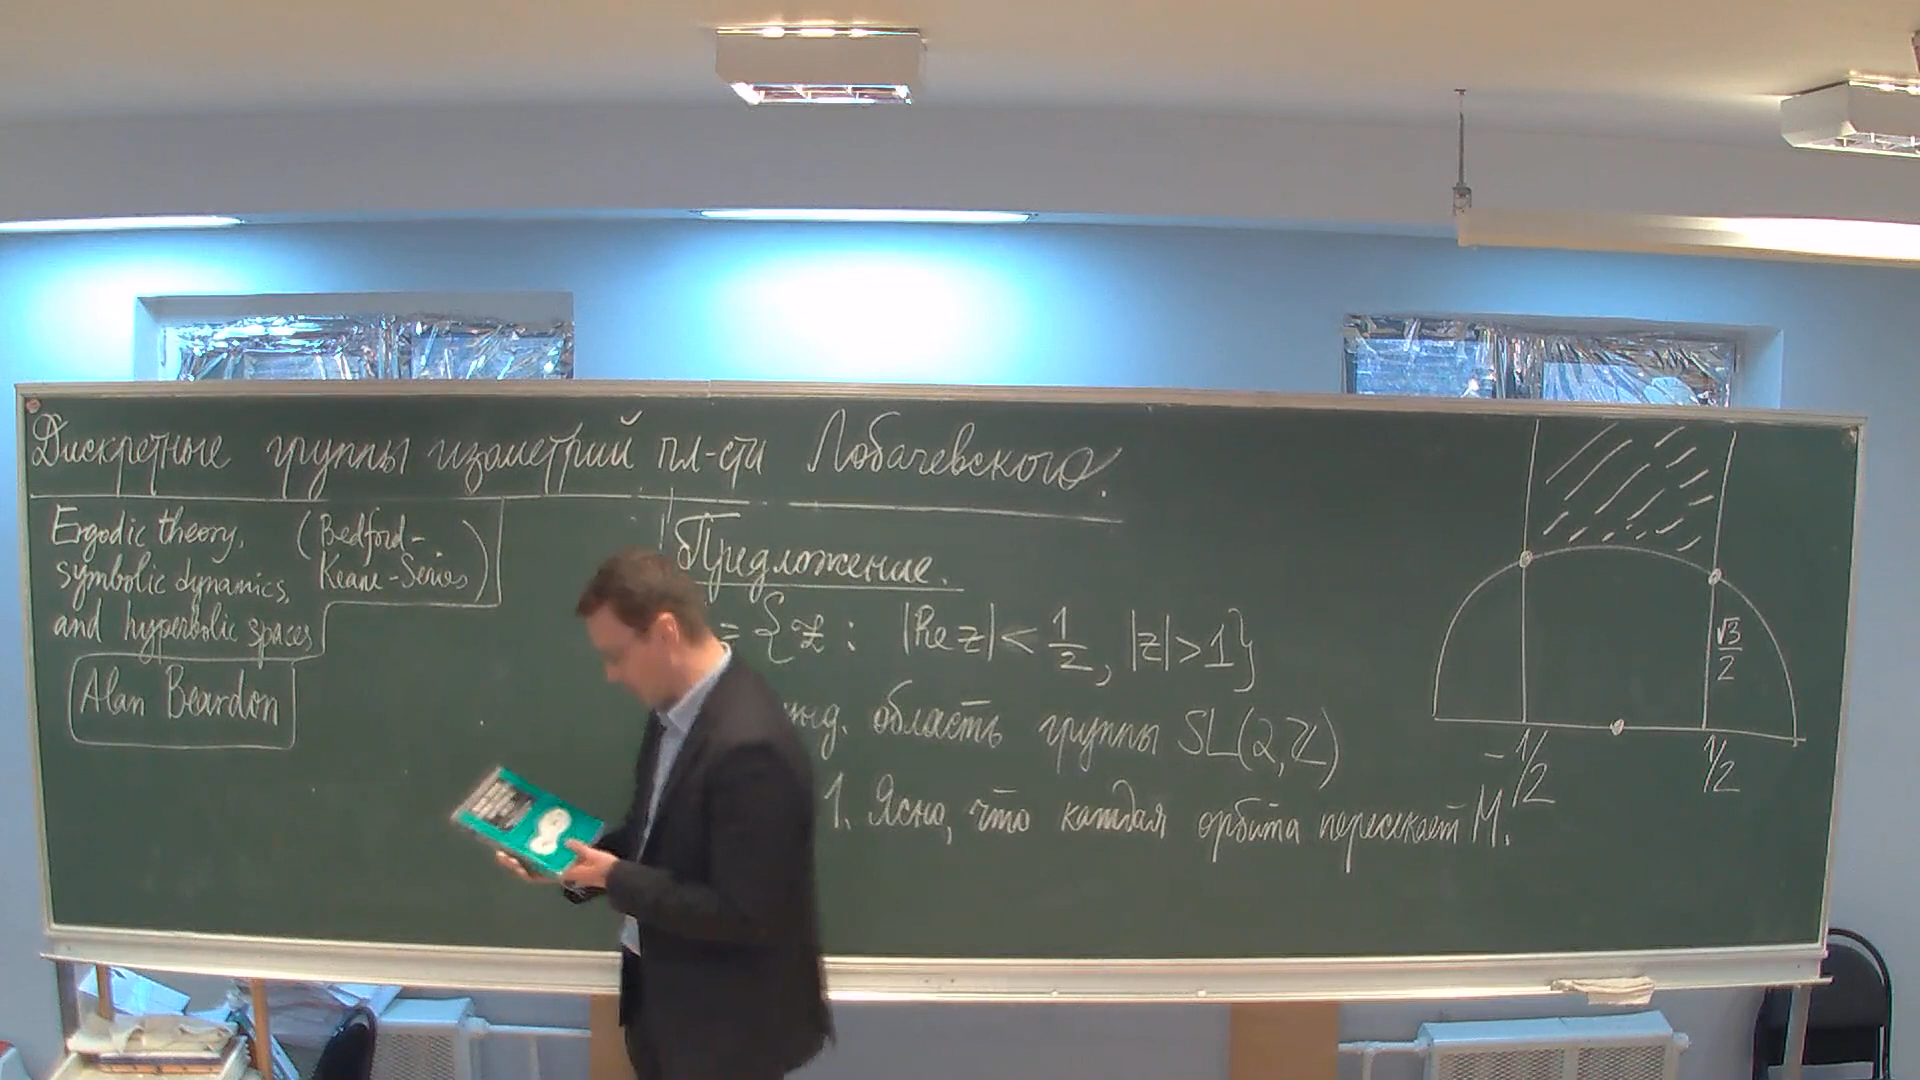 Дискретные группы изометрий пл-сти Лобачевского.
Ergodic theory,
symbolic dynamics,
and hyperbolic spaces
(Bedford-
Keane-Series)
Alan Beardon
Предложение.
= {z : |Re z| < 1/2, |z| > 1}
область группы SL(2,ℤ)
1. Ясно, что каждая орбита пересекает M.
√3/2
-1/2
1/2